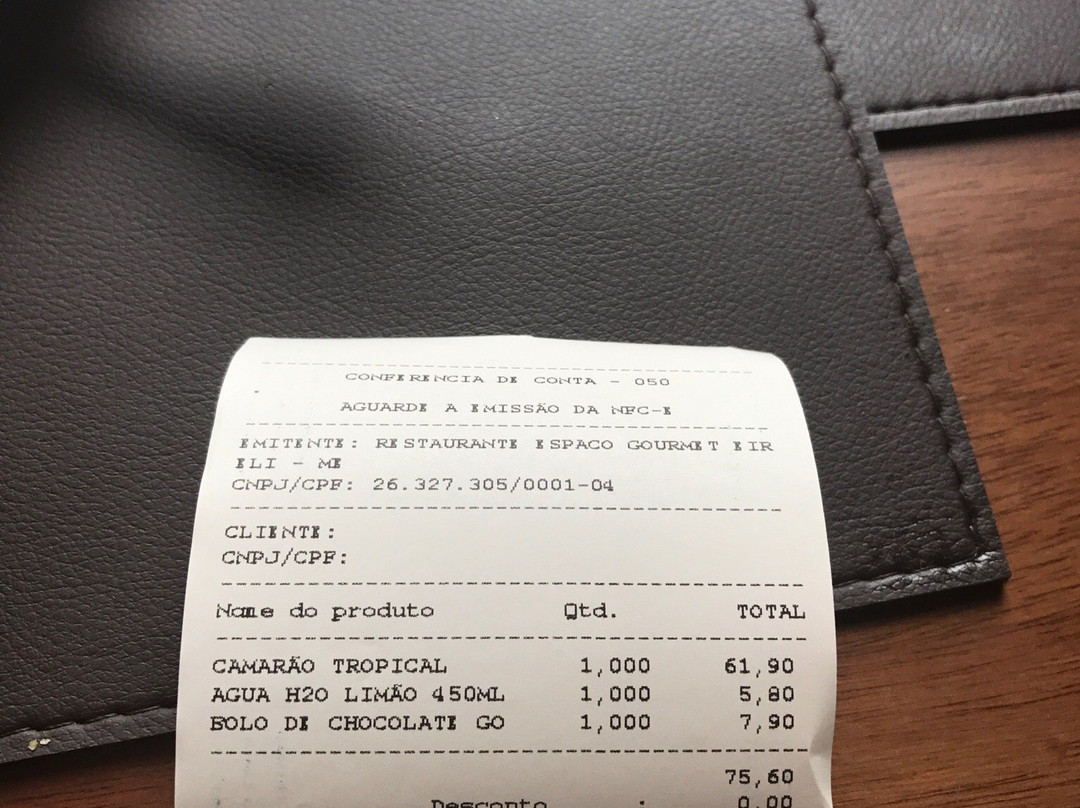 CONFERENCIA DE CONTA - 050
AGUARDE A EMISSÃO DA NFC-E
EMITENTE: RESTAURANTE ESPACO GOURMET EIR
ELI - ME
CNPJ/CPF: 26.327.305/0001-04
CLIENTE:
CNPJ/CPF:
Nome do produto Qtd. TOTAL
CAMARÃO TROPICAL 1,000 61,90
AGUA H2O LIMÃO 450ML 1,000 5,80
BOLO DE CHOCOLATE GO 1,000 7,90
75,60
Desconto : 0,00